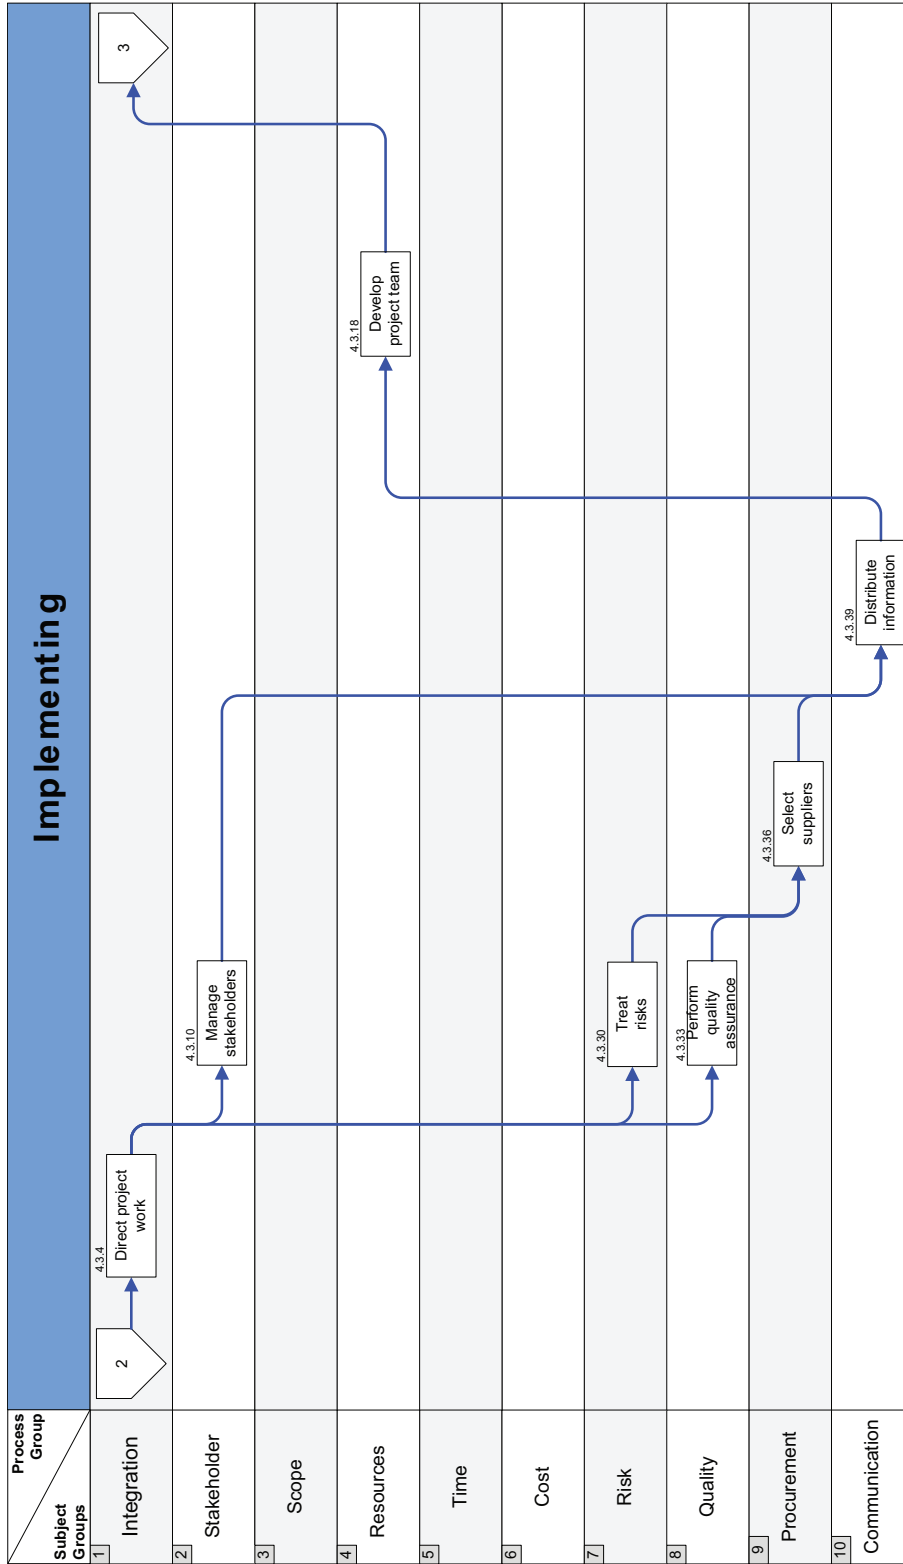 Process
Group
Subject
Groups
Implementing
1
Integration
2
4.3.4
Direct project
work
3
2
Stakeholder
4.3.10
Manage
stakeholders
3
Scope
4
Resources
4.3.18
Develop
project team
5
Time
6
Cost
7
Risk
4.3.30
Treat
risks
8
Quality
4.3.33
Perform
quality
assurance
9
Procurement
4.3.36
Select
suppliers
10
Communication
4.3.39
Distribute
information